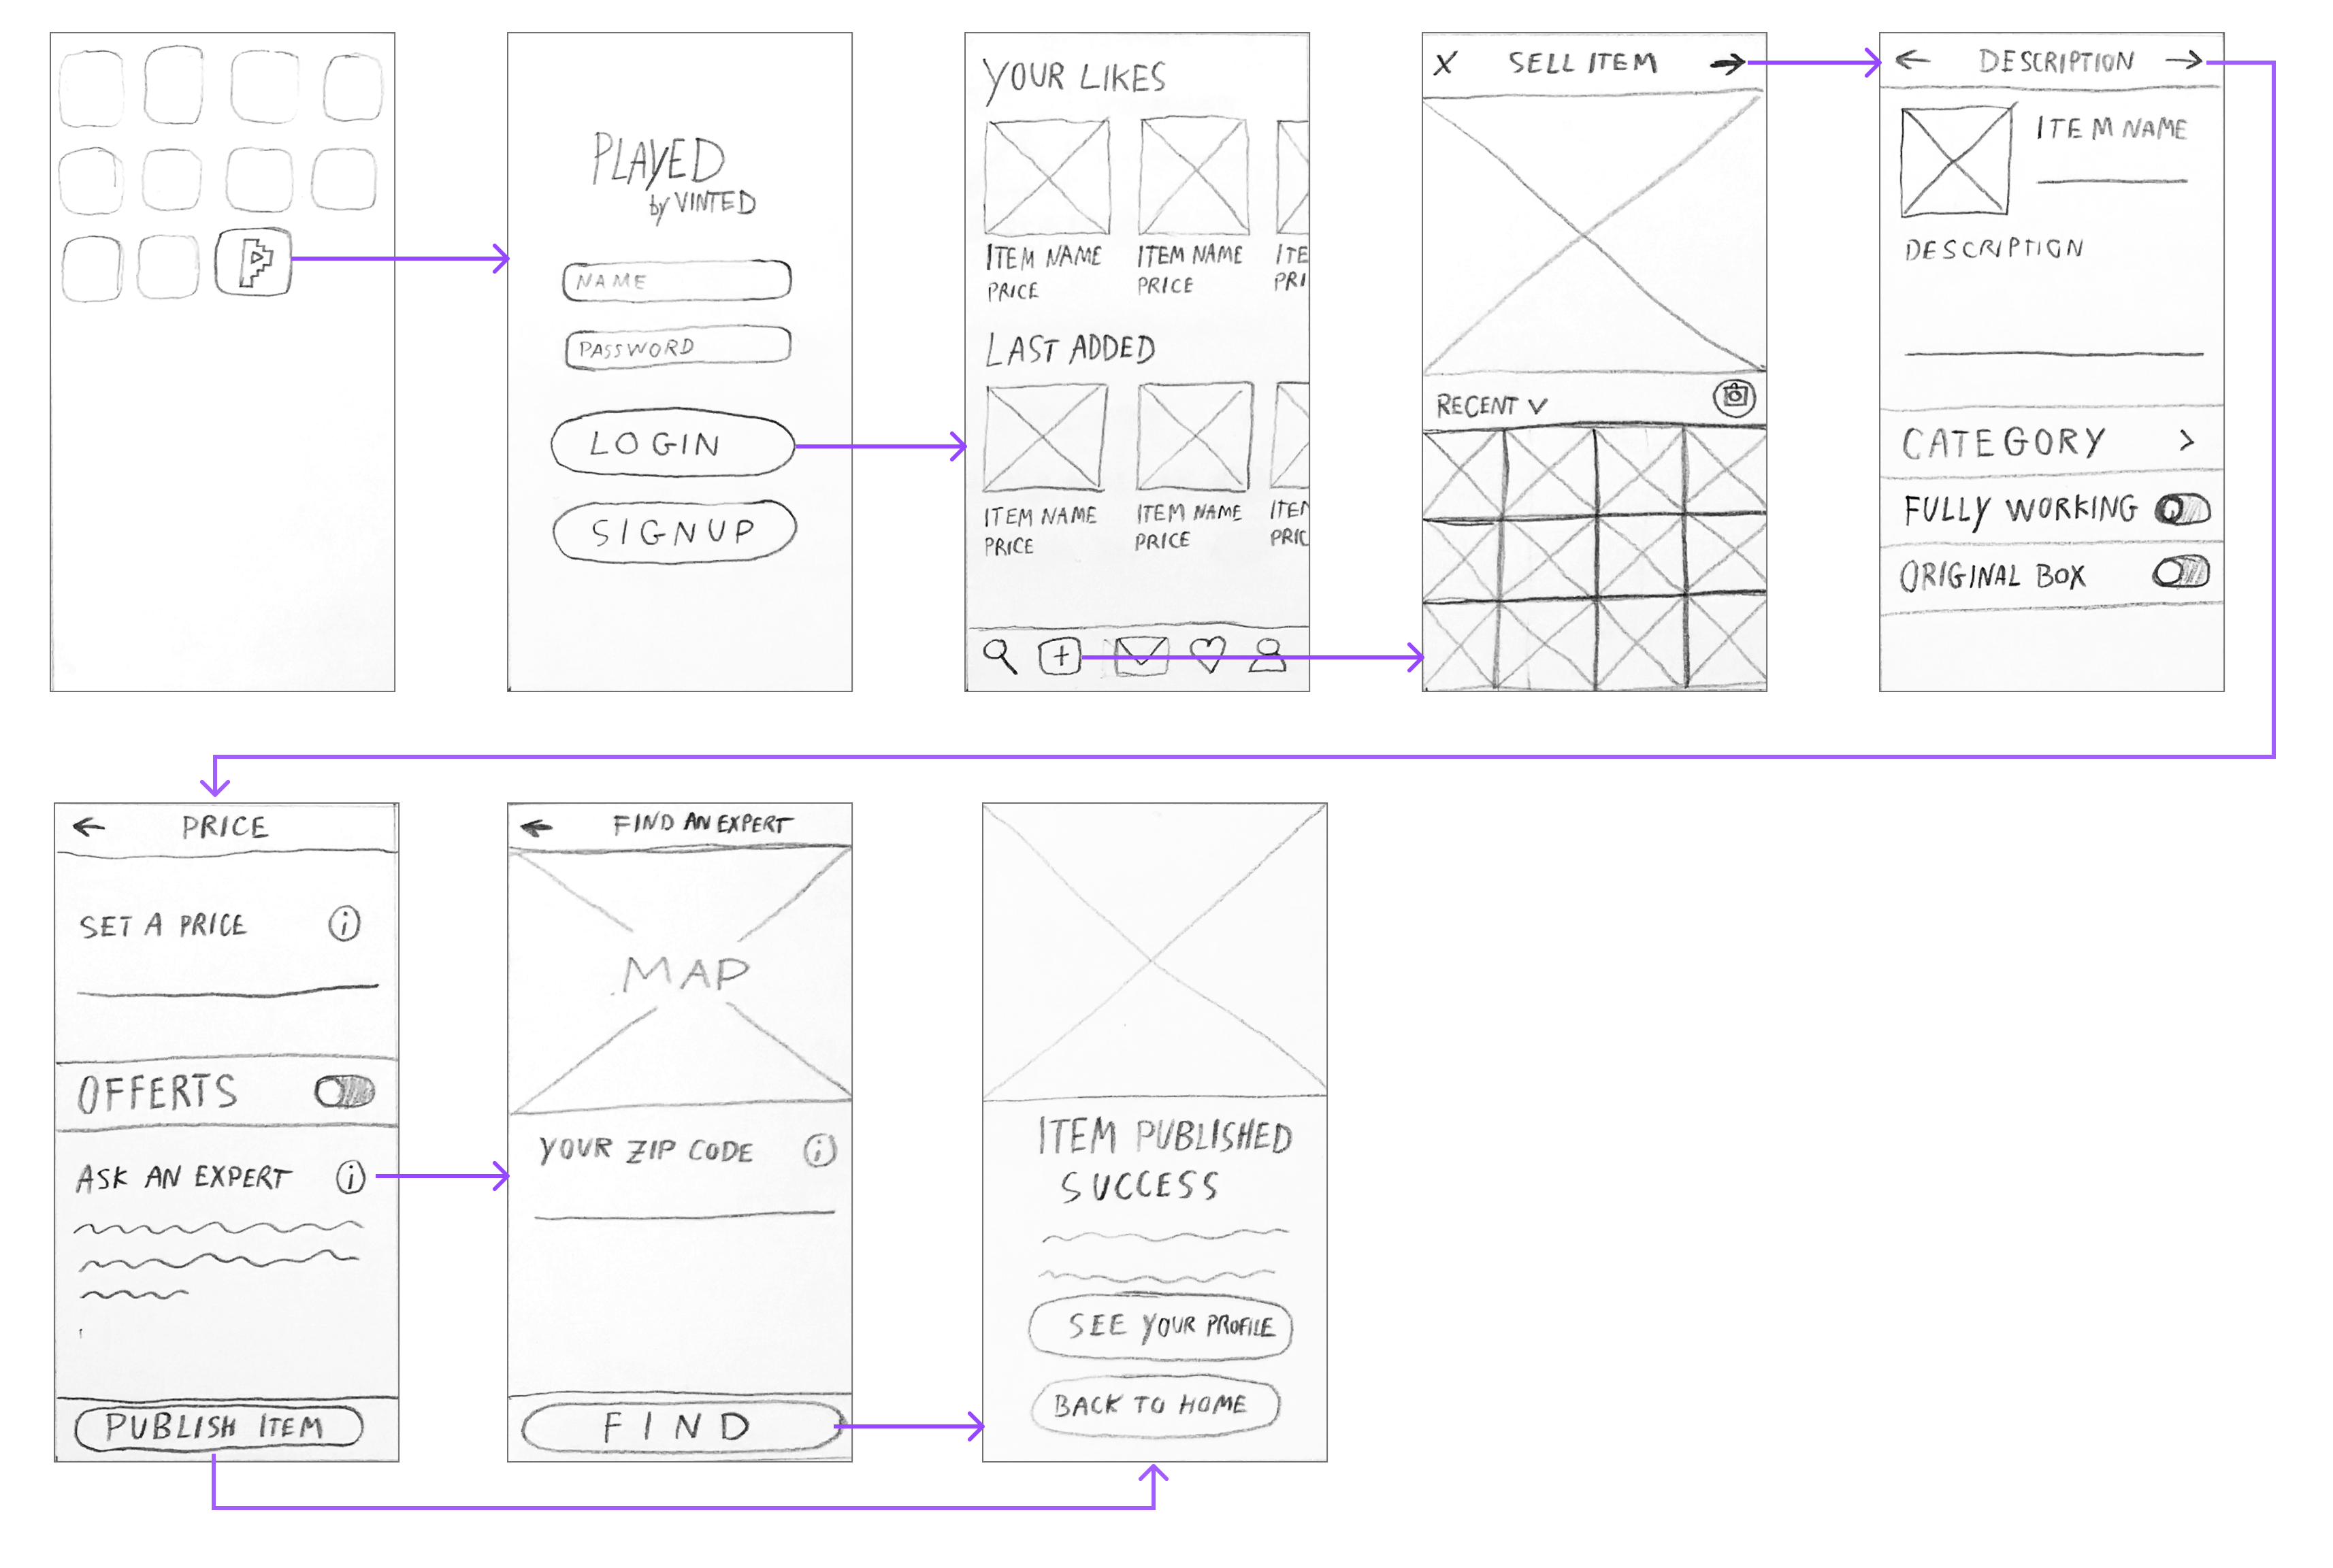 PLAYED
by VINTED
NAME
PASSWORD
LOGIN
SIGNUP
YOUR LIKES
ITEM NAME ITEM NAME ITE
PRICE PRICE PRI
LAST ADDED
ITEM NAME ITEM NAME ITEM
PRICE PRICE PRIC
X SELL ITEM
RECENT
DESCRIPTION
ITEM NAME
DESCRIPTION
CATEGORY
FULLY WORKING
ORIGINAL BOX
PRICE
SET A PRICE i
OFFERTS
ASK AN EXPERT i
PUBLISH ITEM
FIND AN EXPERT
MAP
YOUR ZIP CODE i
FIND
ITEM PUBLISHED
SUCCESS
SEE YOUR PROFILE
BACK TO HOME